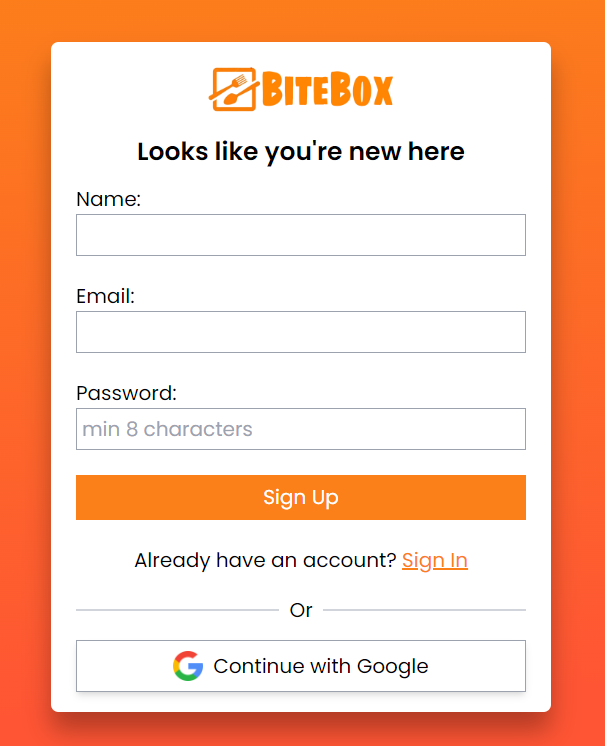 BITEBOX
Looks like you're new here
Name:
Email:
Password:
min 8 characters
Sign Up
Already have an account? Sign In
Or
Continue with Google